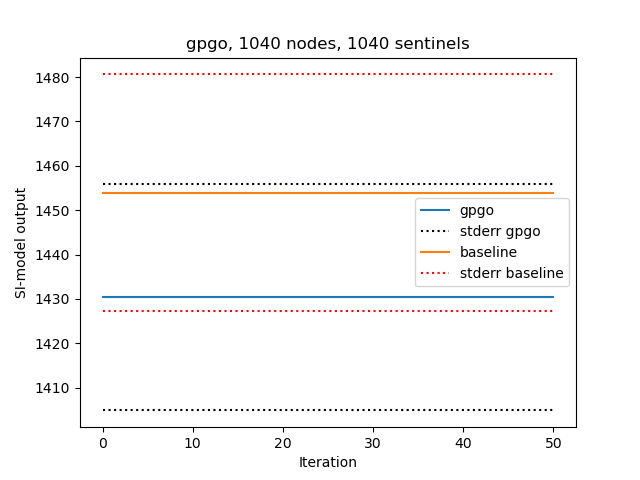 gpgo, 1040 nodes, 1040 sentinels
1480
1470
1460
1450
1440
1430
1420
1410
SI-model output
gpgo
stderr gpgo
baseline
stderr baseline
0 10 20 30 40 50
Iteration